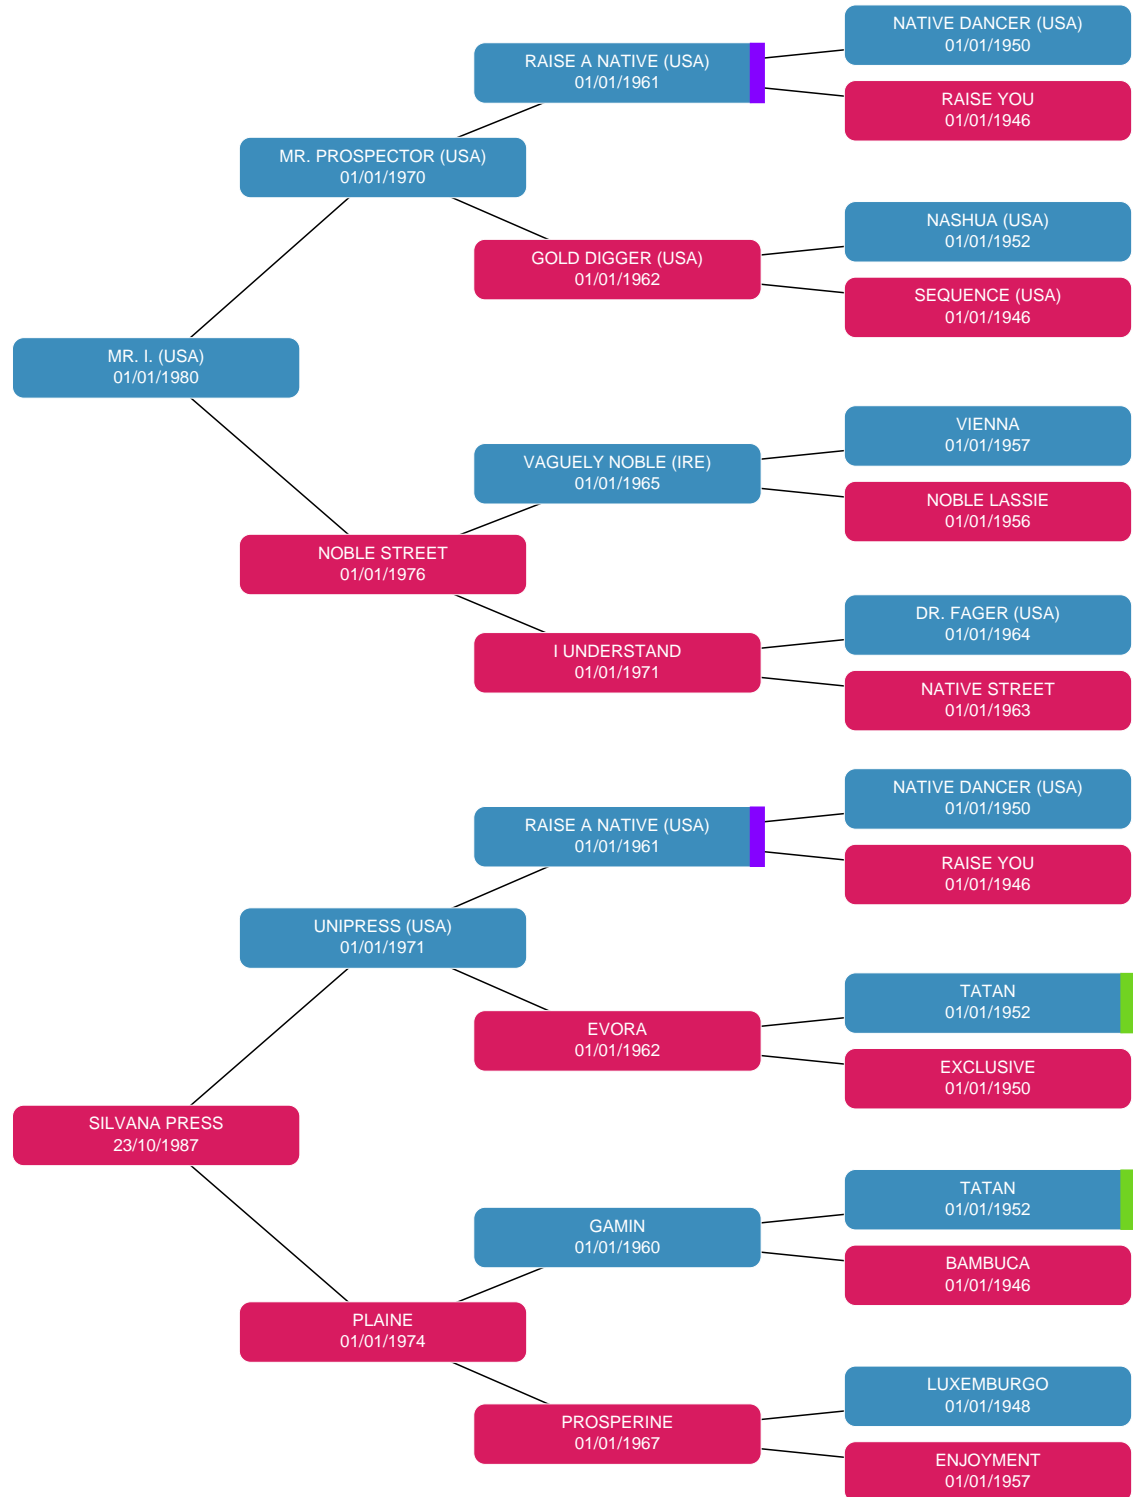 NATIVE DANCER (USA)
01/01/1950
RAISE A NATIVE (USA)
01/01/1961
RAISE YOU
01/01/1946
MR. PROSPECTOR (USA)
01/01/1970
NASHUA (USA)
01/01/1952
GOLD DIGGER (USA)
01/01/1962
SEQUENCE (USA)
01/01/1946
MR. I. (USA)
01/01/1980
VIENNA
01/01/1957
VAGUELY NOBLE (IRE)
01/01/1965
NOBLE LASSIE
01/01/1956
NOBLE STREET
01/01/1976
DR. FAGER (USA)
01/01/1964
I UNDERSTAND
01/01/1971
NATIVE STREET
01/01/1963
NATIVE DANCER (USA)
01/01/1950
RAISE A NATIVE (USA)
01/01/1961
RAISE YOU
01/01/1946
UNIPRESS (USA)
01/01/1971
TATAN
01/01/1952
EVORA
01/01/1962
EXCLUSIVE
01/01/1950
SILVANA PRESS
23/10/1987
TATAN
01/01/1952
GAMIN
01/01/1960
BAMBUCA
01/01/1946
PLAINE
01/01/1974
LUXEMBURGO
01/01/1948
PROSPERINE
01/01/1967
ENJOYMENT
01/01/1957